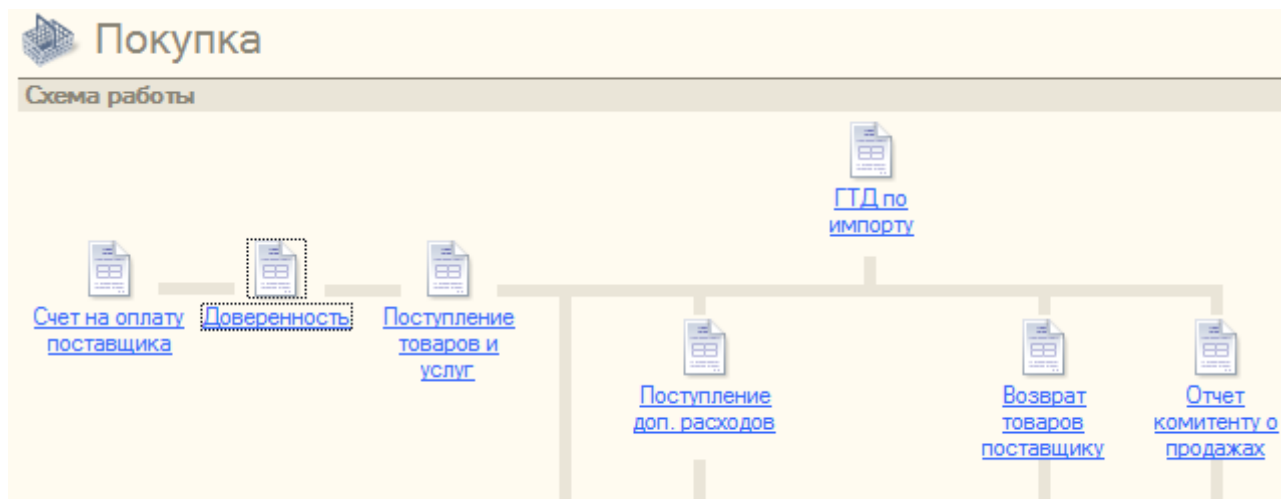 Покупка
Схема работы
ГТД по
импорту
Счет на оплату
поставщика
Доверенность
Поступление
товаров и
услуг
Поступление
доп. расходов
Возврат
товаров
поставщику
Отчет
комитенту о
продажах